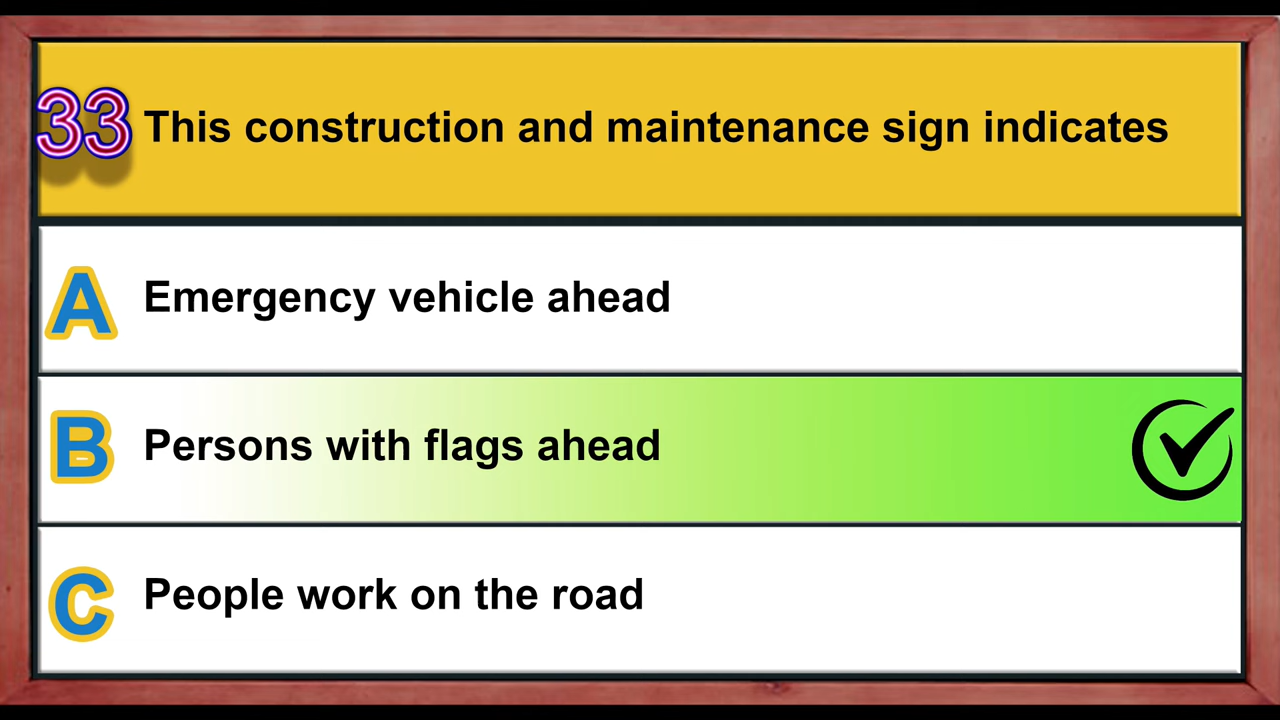 33 This construction and maintenance sign indicates
A Emergency vehicle ahead
B Persons with flags ahead
C People work on the road